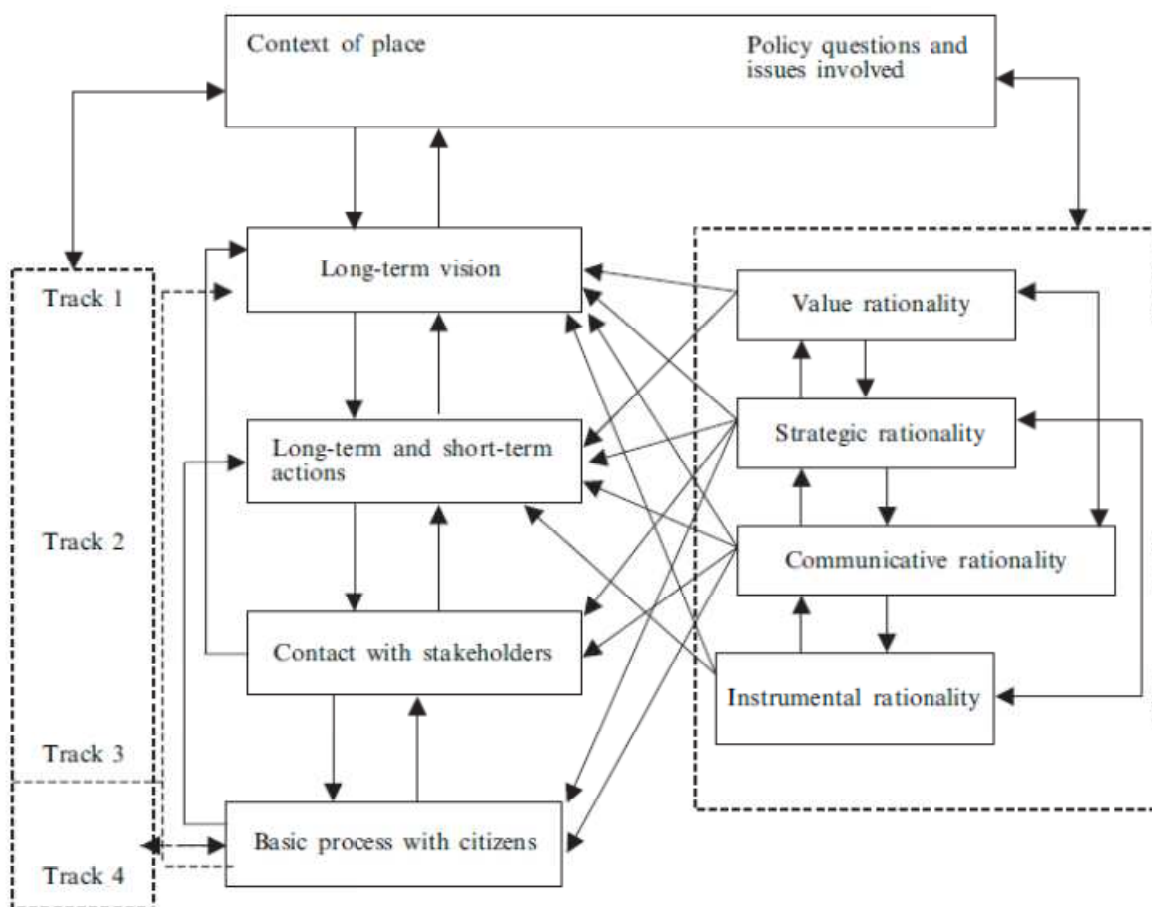 Context of place
Policy questions and
issues involved
Track 1
Long-term vision
Value rationality
Long-term and short-term
actions
Strategic rationality
Track 2
Communicative rationality
Contact with stakeholders
Instrumental rationality
Track 3
Basic process with citizens
Track 4